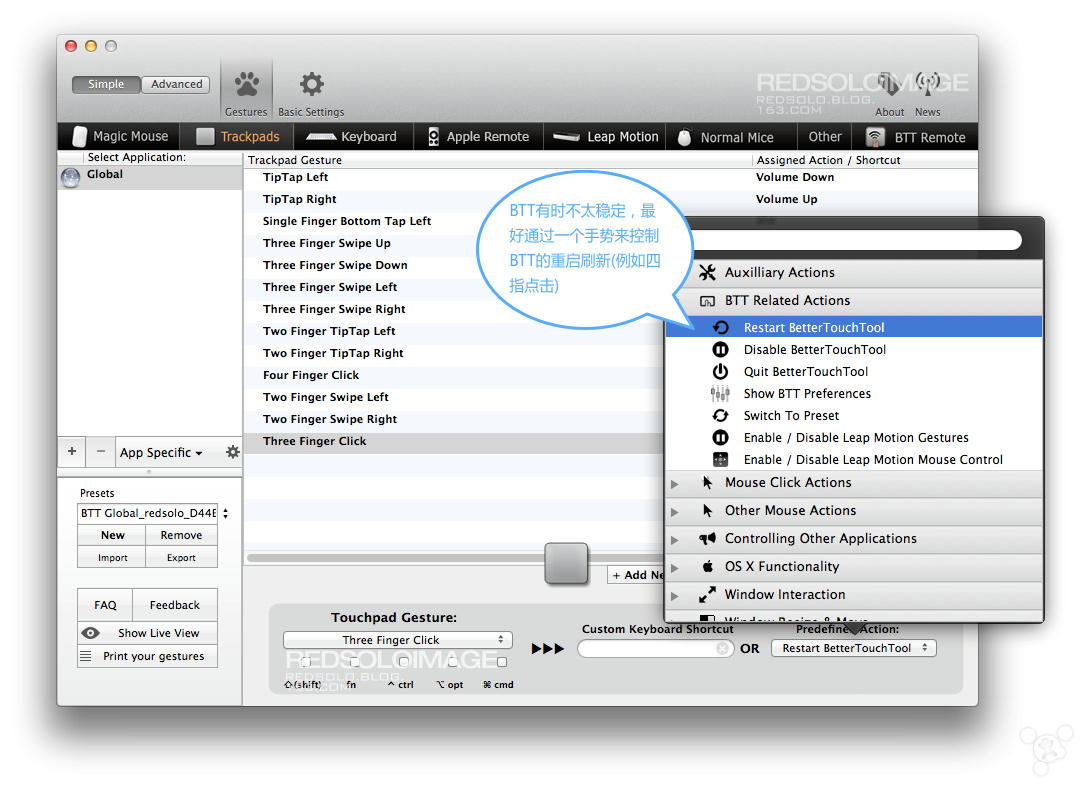 Simple
Advanced
Gestures
Basic Settings
REDSOLOIMAGE
REDSOLO.BLOG.
163.COM
About
News
Magic Mouse
Trackpads
Keyboard
Apple Remote
Leap Motion
Normal Mice
Other
BTT Remote
Select Application:
Global
Trackpad Gesture
Assigned Action / Shortcut
TipTap Left
Volume Down
TipTap Right
Volume Up
Single Finger Bottom Tap Left
Three Finger Swipe Up
Three Finger Swipe Down
Three Finger Swipe Left
Three Finger Swipe Right
Two Finger TipTap Left
Two Finger TipTap Right
Four Finger Click
Two Finger Swipe Left
Two Finger Swipe Right
Three Finger Click
BTT有时不太稳定，最
好通过一个手势来控制
BTT的重启刷新(例如四
指点击)
Auxilliary Actions
BTT Related Actions
Restart BetterTouchTool
Disable BetterTouchTool
Quit BetterTouchTool
Show BTT Preferences
Switch To Preset
Enable / Disable Leap Motion Gestures
Enable / Disable Leap Motion Mouse Control
Mouse Click Actions
Other Mouse Actions
Controlling Other Applications
OS X Functionality
Window Interaction
Window Resize & Move
+
−
App Specific
Presets
BTT Global_redsolo_D44E
New
Remove
Import
Export
FAQ
Feedback
Show Live View
Print your gestures
+ Add Ne
Touchpad Gesture:
Three Finger Click
REDSOLOIMAGE
REDSOLO.BLOG.
163.COM
(shift)
fn
^ ctrl
⌥ opt
⌘ cmd
Custom Keyboard Shortcut
OR
Predefined Action:
Restart BetterTouchTool